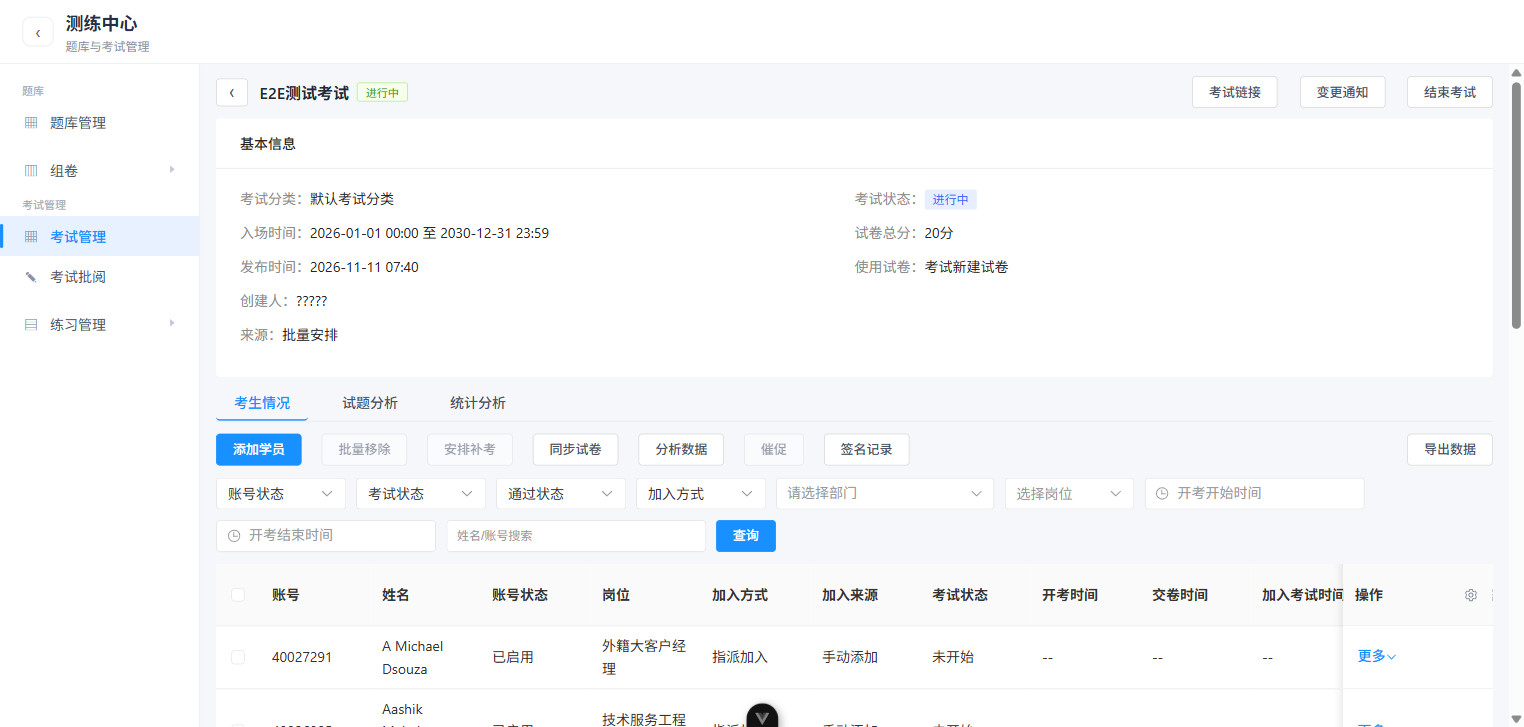 测练中心
题库与考试管理
题库
题库管理
组卷
考试管理
考试管理
考试批阅
练习管理
E2E测试考试 进行中 考试链接 变更通知 结束考试
基本信息
考试分类： 默认考试分类 考试状态： 进行中
入场时间： 2026-01-01 00:00 至 2030-12-31 23:59 试卷总分： 20分
发布时间： 2026-11-11 07:40 使用试卷： 考试新建试卷
创建人： ?????
来源： 批量安排
考生情况 试题分析 统计分析
添加学员 批量移除 安排补考 同步试卷 分析数据 催促 签名记录 导出数据
账号状态 考试状态 通过状态 加入方式 请选择部门 选择岗位 开考开始时间
开考结束时间 姓名/账号搜索 查询
账号 姓名 账号状态 岗位 加入方式 加入来源 考试状态 开考时间 交卷时间 加入考试时间 操作
40027291 A Michael Dsouza 已启用 外籍大客户经理 指派加入 手动添加 未开始 -- -- -- 更多
Aashik
技术服务工程